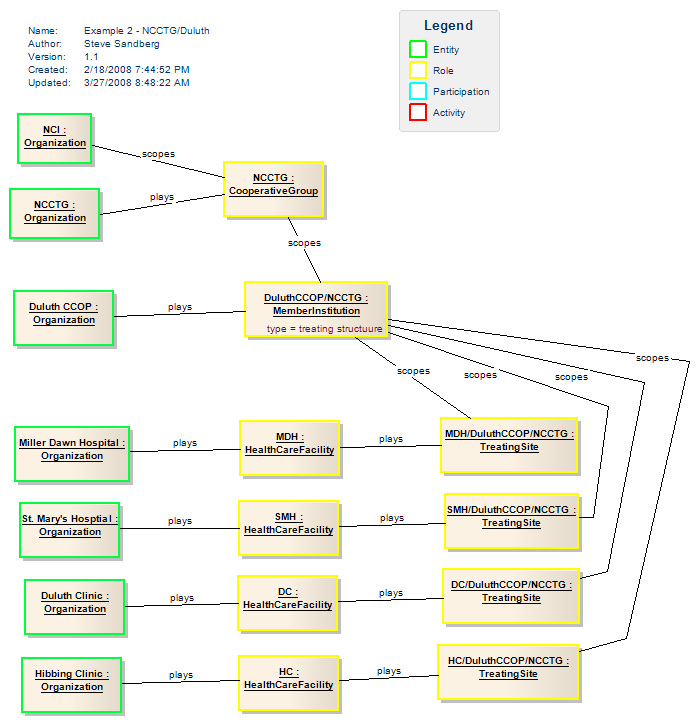 Name: Example 2 - NCCTG/Duluth
Author: Steve Sandberg
Version: 1.1
Created: 2/18/2008 7:44:52 PM
Updated: 3/27/2008 8:48:22 AM
Legend
Entity
Role
Participation
Activity
NCI :
Organization
scopes
NCCTG :
CooperativeGroup
NCCTG :
Organization
plays
scopes
Duluth CCOP :
Organization
plays
DuluthCCOP/NCCTG :
MemberInstitution
type = treating structuure
scopes
scopes
scopes
scopes
Miller Dawn Hospital :
Organization
plays
MDH :
HealthCareFacility
plays
MDH/DuluthCCOP/NCCTG :
TreatingSite
St. Mary's Hosptial :
Organization
plays
SMH :
HealthCareFacility
plays
SMH/DuluthCCOP/NCCTG :
TreatingSite
Duluth Clinic :
Organization
plays
DC :
HealthCareFacility
plays
DC/DuluthCCOP/NCCTG :
TreatingSite
Hibbing Clinic :
Organization
plays
HC :
HealthCareFacility
plays
HC/DuluthCCOP/NCCTG :
TreatingSite